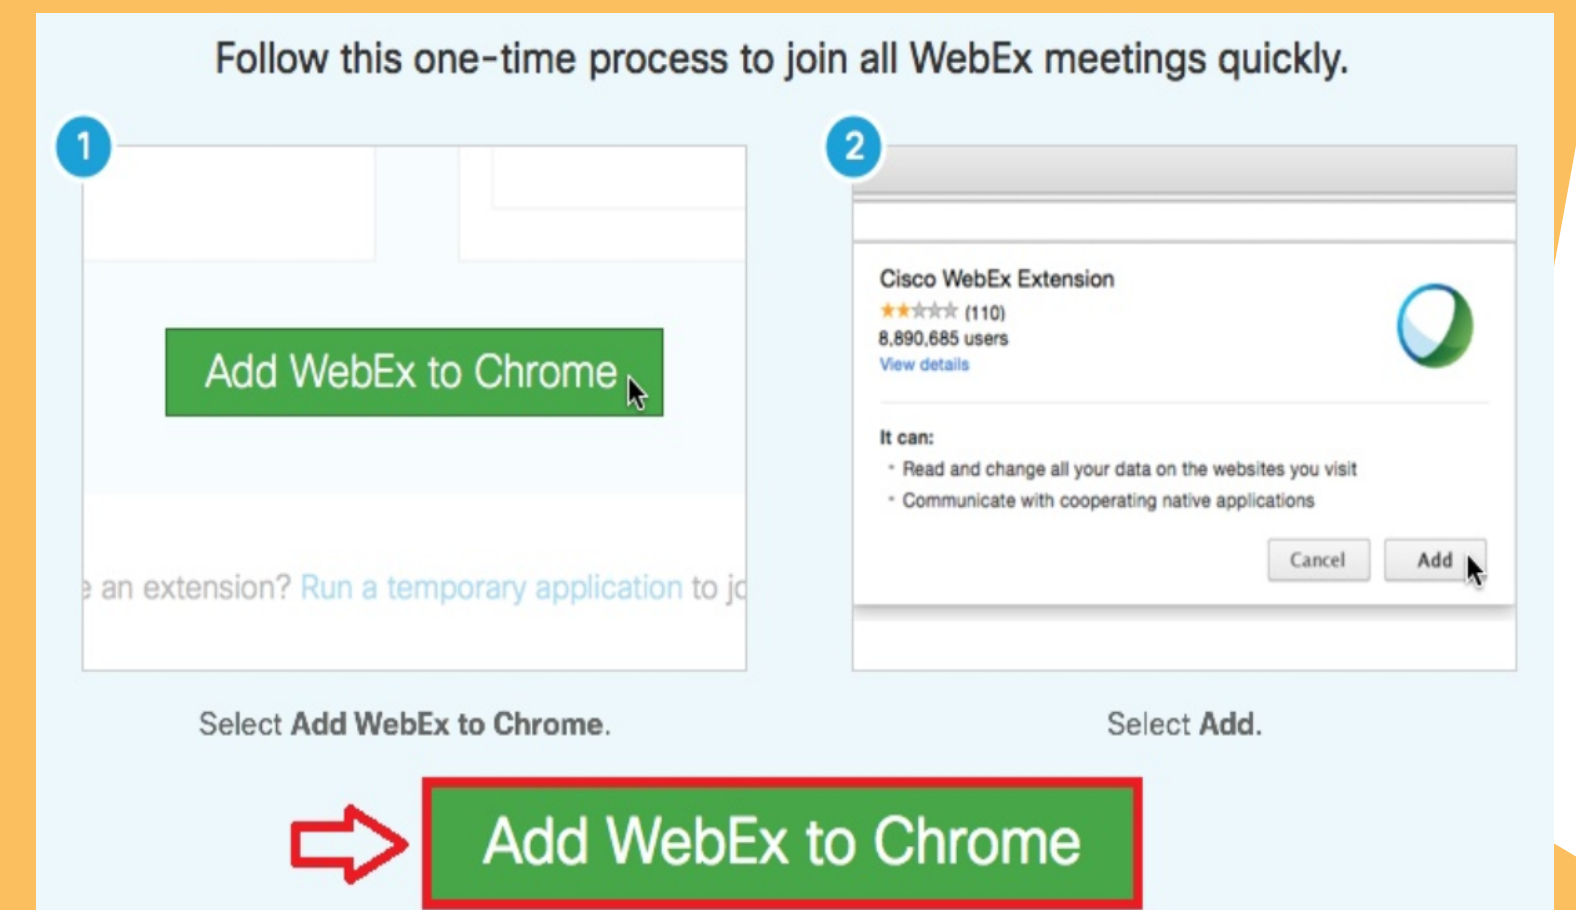 Follow this one-time process to join all WebEx meetings quickly.
1
Add WebEx to Chrome
e an extension? Run a temporary application to jo
Select Add WebEx to Chrome.
2
Cisco WebEx Extension
(110)
8,890,685 users
View details
It can:
• Read and change all your data on the websites you visit
• Communicate with cooperating native applications
Cancel
Add
Select Add.
Add WebEx to Chrome